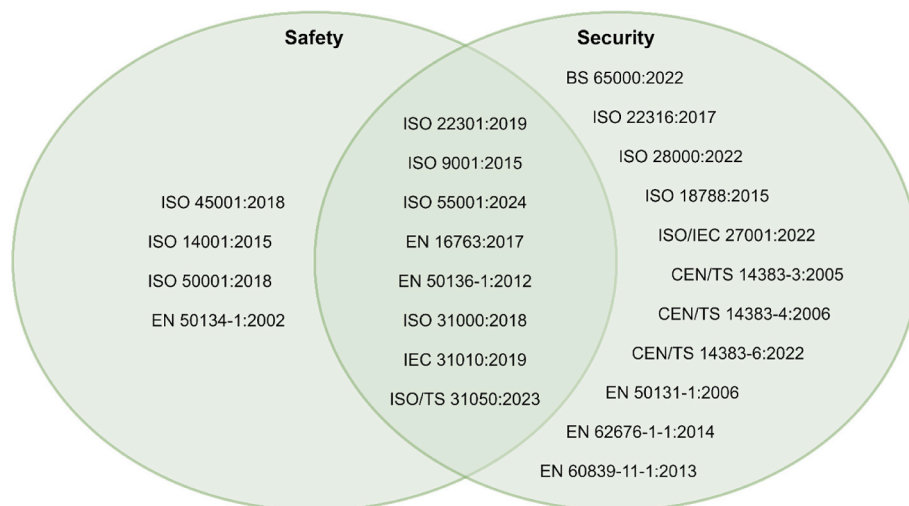 Safety
ISO 45001:2018
ISO 14001:2015
ISO 50001:2018
EN 50134-1:2002
ISO 22301:2019
ISO 9001:2015
ISO 55001:2024
EN 16763:2017
EN 50136-1:2012
ISO 31000:2018
IEC 31010:2019
ISO/TS 31050:2023
Security
BS 65000:2022
ISO 22316:2017
ISO 28000:2022
ISO 18788:2015
ISO/IEC 27001:2022
CEN/TS 14383-3:2005
CEN/TS 14383-4:2006
CEN/TS 14383-6:2022
EN 50131-1:2006
EN 62676-1-1:2014
EN 60839-11-1:2013